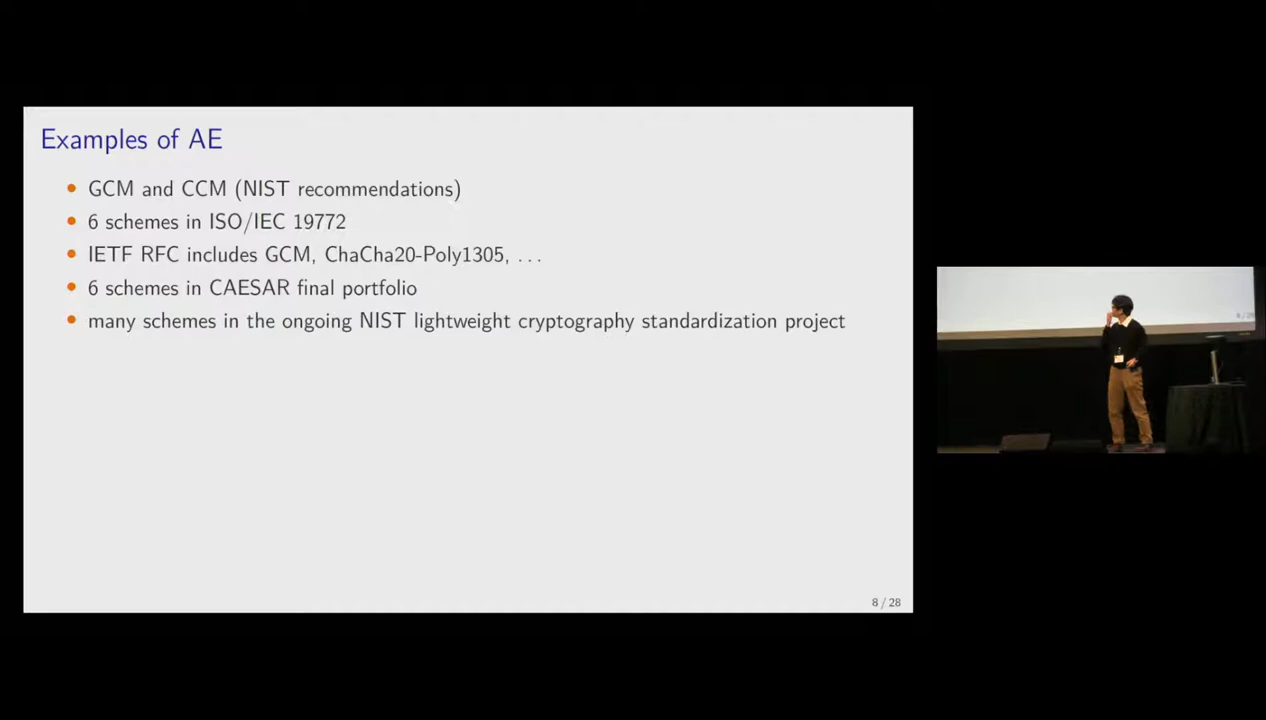 Examples of AE
• GCM and CCM (NIST recommendations)
• 6 schemes in ISO/IEC 19772
• IETF RFC includes GCM, ChaCha20-Poly1305, ...
• 6 schemes in CAESAR final portfolio
• many schemes in the ongoing NIST lightweight cryptography standardization project
8 / 28
8 / 28